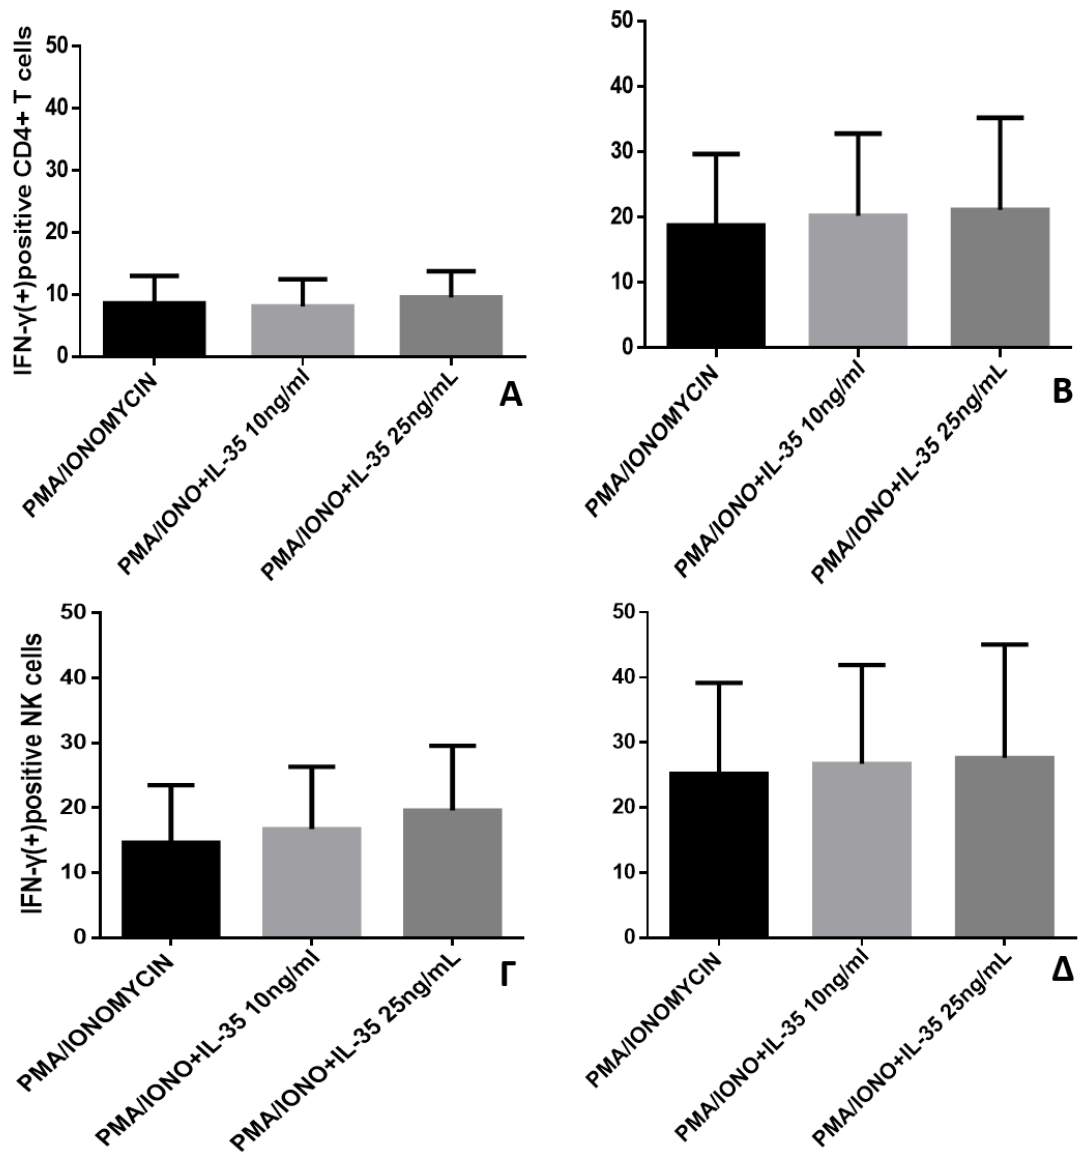 IFN-γ(+)positive CD4+ T cells
50
40
30
20
10
0
PMA/IONOMYCIN
PMA/IONO+IL-35 10ng/ml
PMA/IONO+IL-35 25ng/mL
Α
50
40
30
20
10
0
PMA/IONOMYCIN
PMA/IONO+IL-35 10ng/ml
PMA/IONO+IL-35 25ng/mL
Β
IFN-γ(+)positive NK cells
50
40
30
20
10
0
PMA/IONOMYCIN
PMA/IONO+IL-35 10ng/ml
PMA/IONO+IL-35 25ng/mL
Γ
50
40
30
20
10
0
PMA/IONOMYCIN
PMA/IONO+IL-35 10ng/ml
PMA/IONO+IL-35 25ng/mL
Δ